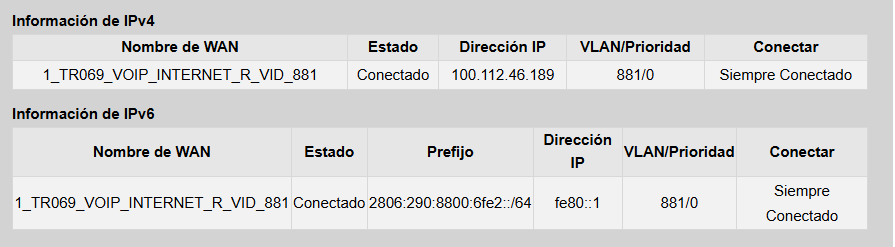 Información de IPv4
Nombre de WAN Estado Dirección IP VLAN/Prioridad Conectar
1_TR069_VOIP_INTERNET_R_VID_881 Conectado 100.112.46.189 881/0 Siempre Conectado
Información de IPv6
Nombre de WAN Estado Prefijo Dirección IP VLAN/Prioridad Conectar
1_TR069_VOIP_INTERNET_R_VID_881 Conectado 2806:290:8800:6fe2::/64 fe80::1 881/0 Siempre Conectado